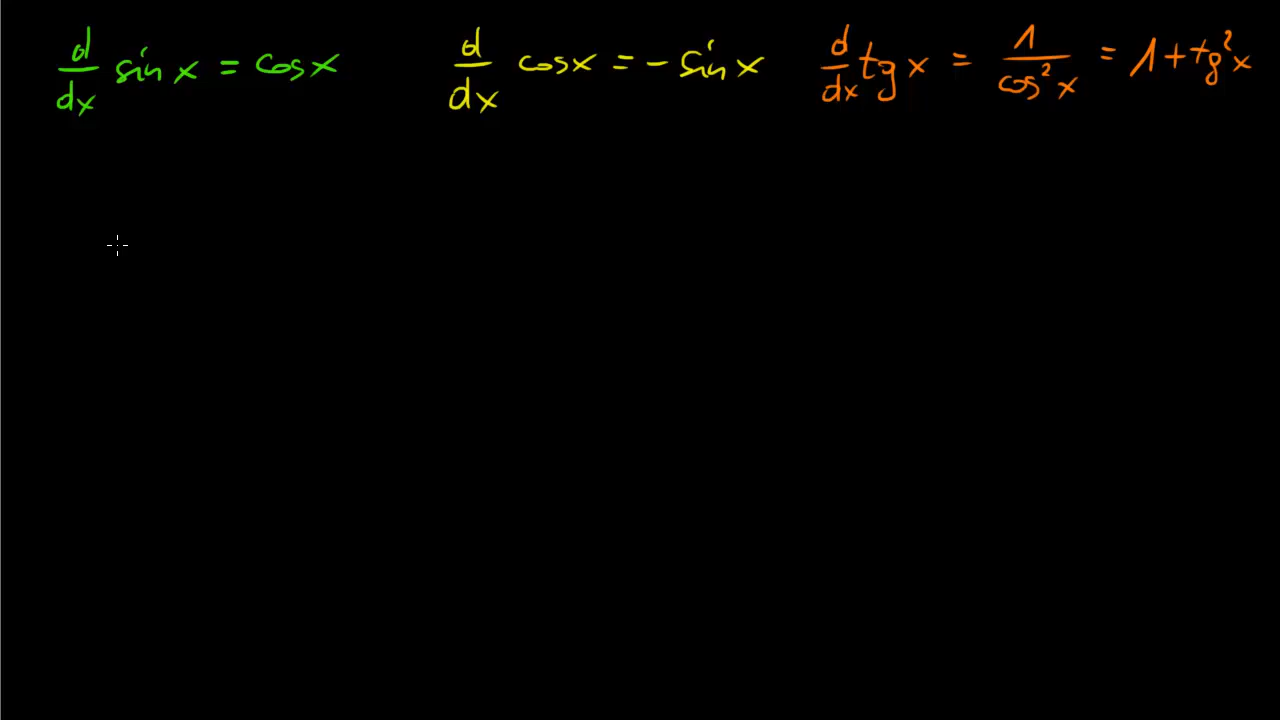 d/dx sin x = cos x
d/dx cos x = - sin x
d/dx tg x = 1/cos² x = 1 + tg² x